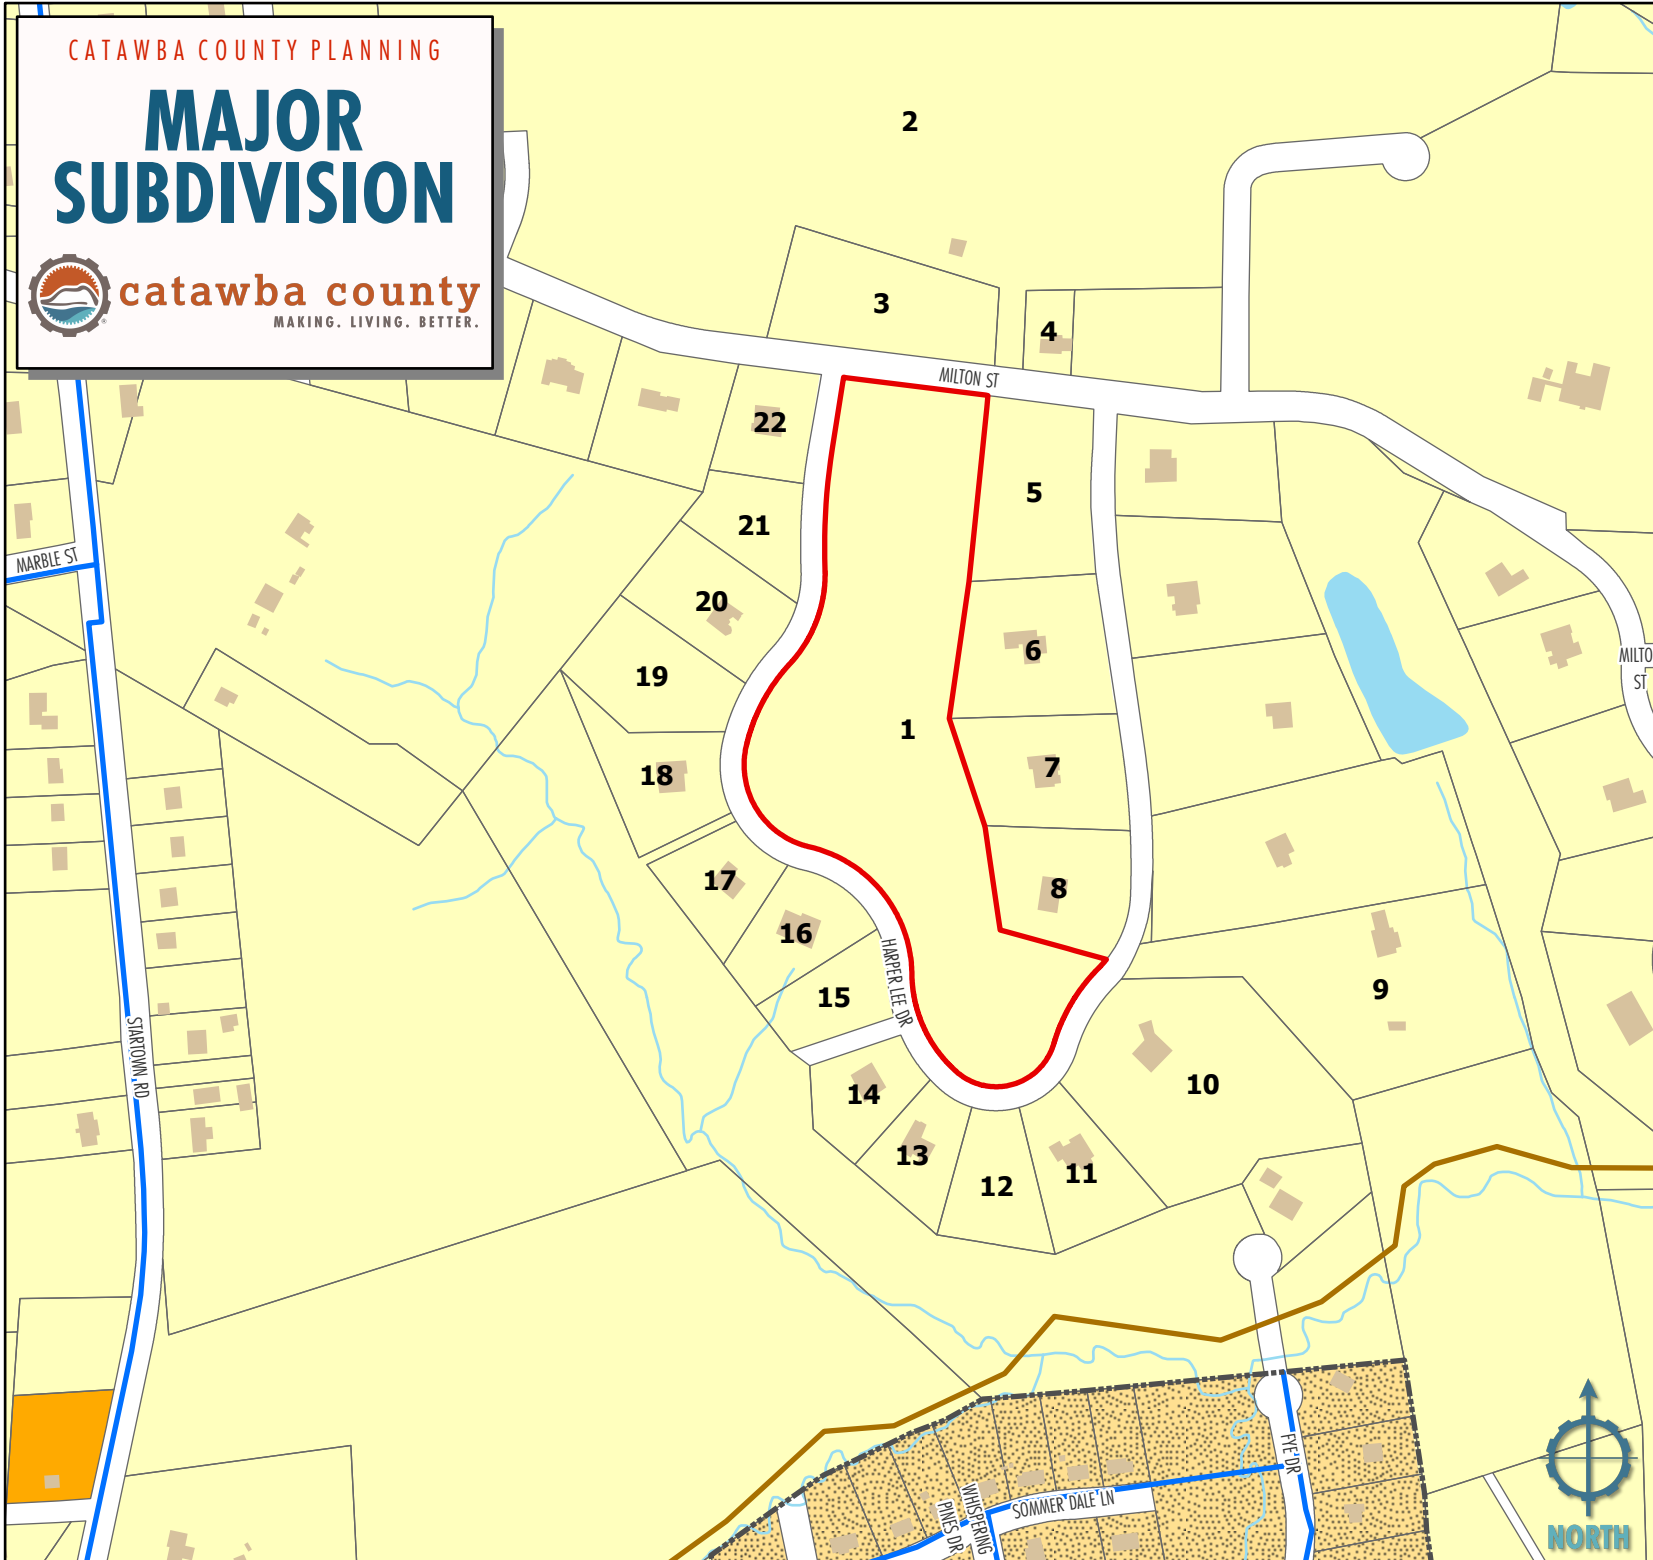 CATAWBA COUNTY PLANNING
MAJOR
SUBDIVISION
catawba county
MAKING. LIVING. BETTER.
2
3
4
MILTON ST
22
5
21
MARBLE ST
20
6
19
MILTO
ST
1
18
7
17
8
16
HARPER LEE DR
15
9
STARTOWN RD
14
10
13
11
12
FYE DR
SOMMER DALE LN
WHISPERING
PINES DR
NORTH